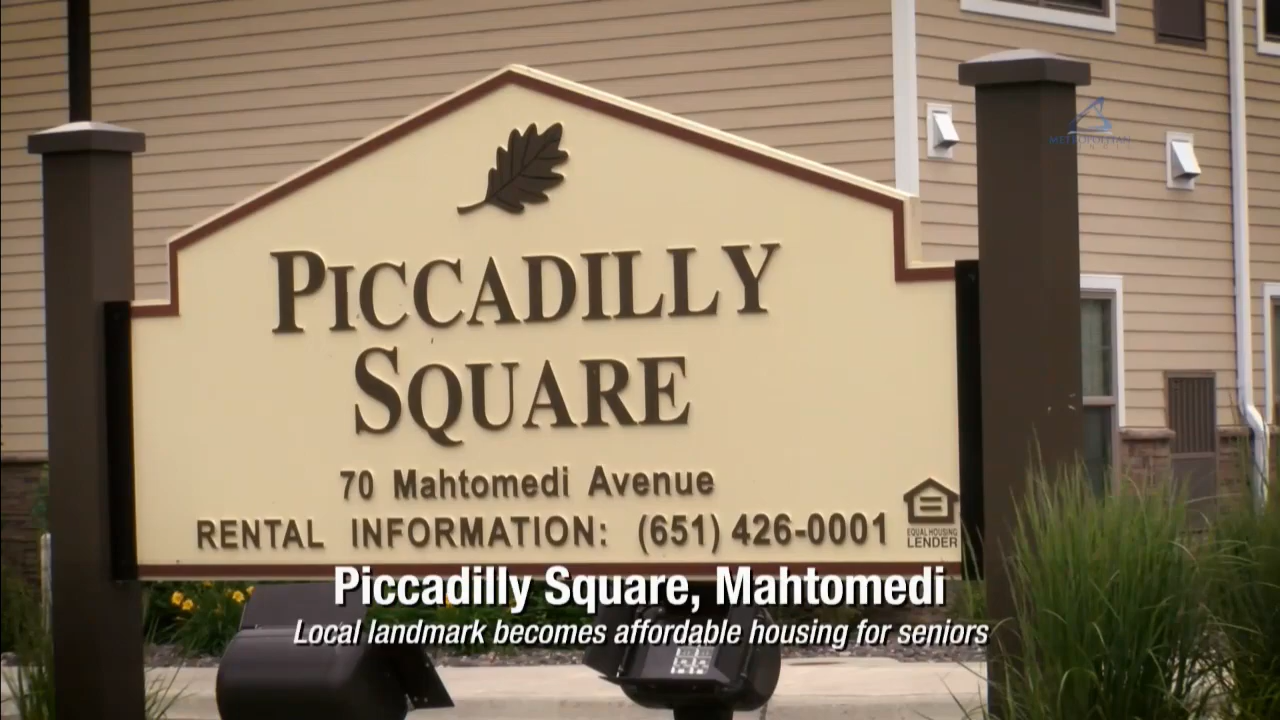 METROPOLITAN
PICCADILLY
SQUARE
70 Mahtomedi Avenue
RENTAL INFORMATION: (651) 426-0001
EQUAL HOUSING
LENDER
Piccadilly Square, Mahtomedi
Local landmark becomes affordable housing for seniors